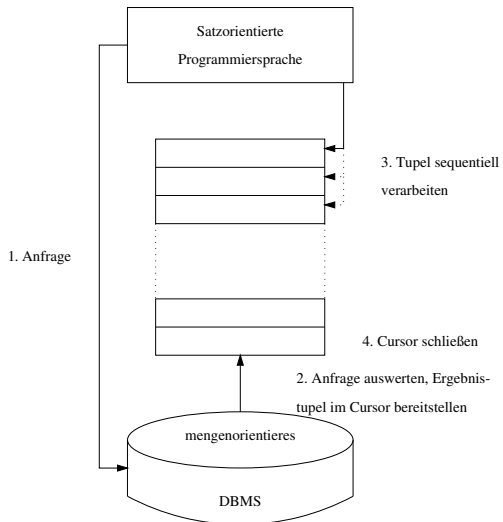 Satzorientierte
Programmiersprache
3. Tupel sequentiell
verarbeiten
1. Anfrage
4. Cursor schließen
2. Anfrage auswerten, Ergebnis-
tupel im Cursor bereitstellen
mengenorientieres
DBMS